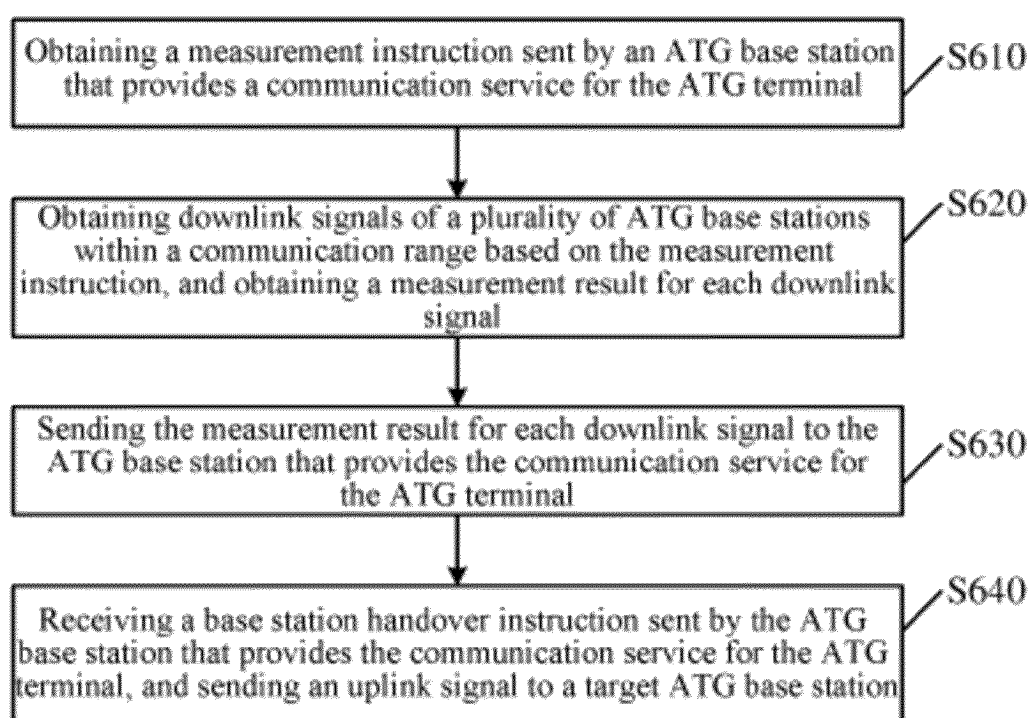 Obtaining a measurement instruction sent by an ATG base station
that provides a communication service for the ATG terminal
S610
Obtaining downlink signals of a plurality of ATG base stations
within a communication range based on the measurement
instruction, and obtaining a measurement result for each downlink
signal
S620
Sending the measurement result for each downlink signal to the
ATG base station that provides the communication service for
the ATG terminal
S630
Receiving a base station handover instruction sent by the ATG
base station that provides the communication service for the ATG
terminal, and sending an uplink signal to a target ATG base station
S640